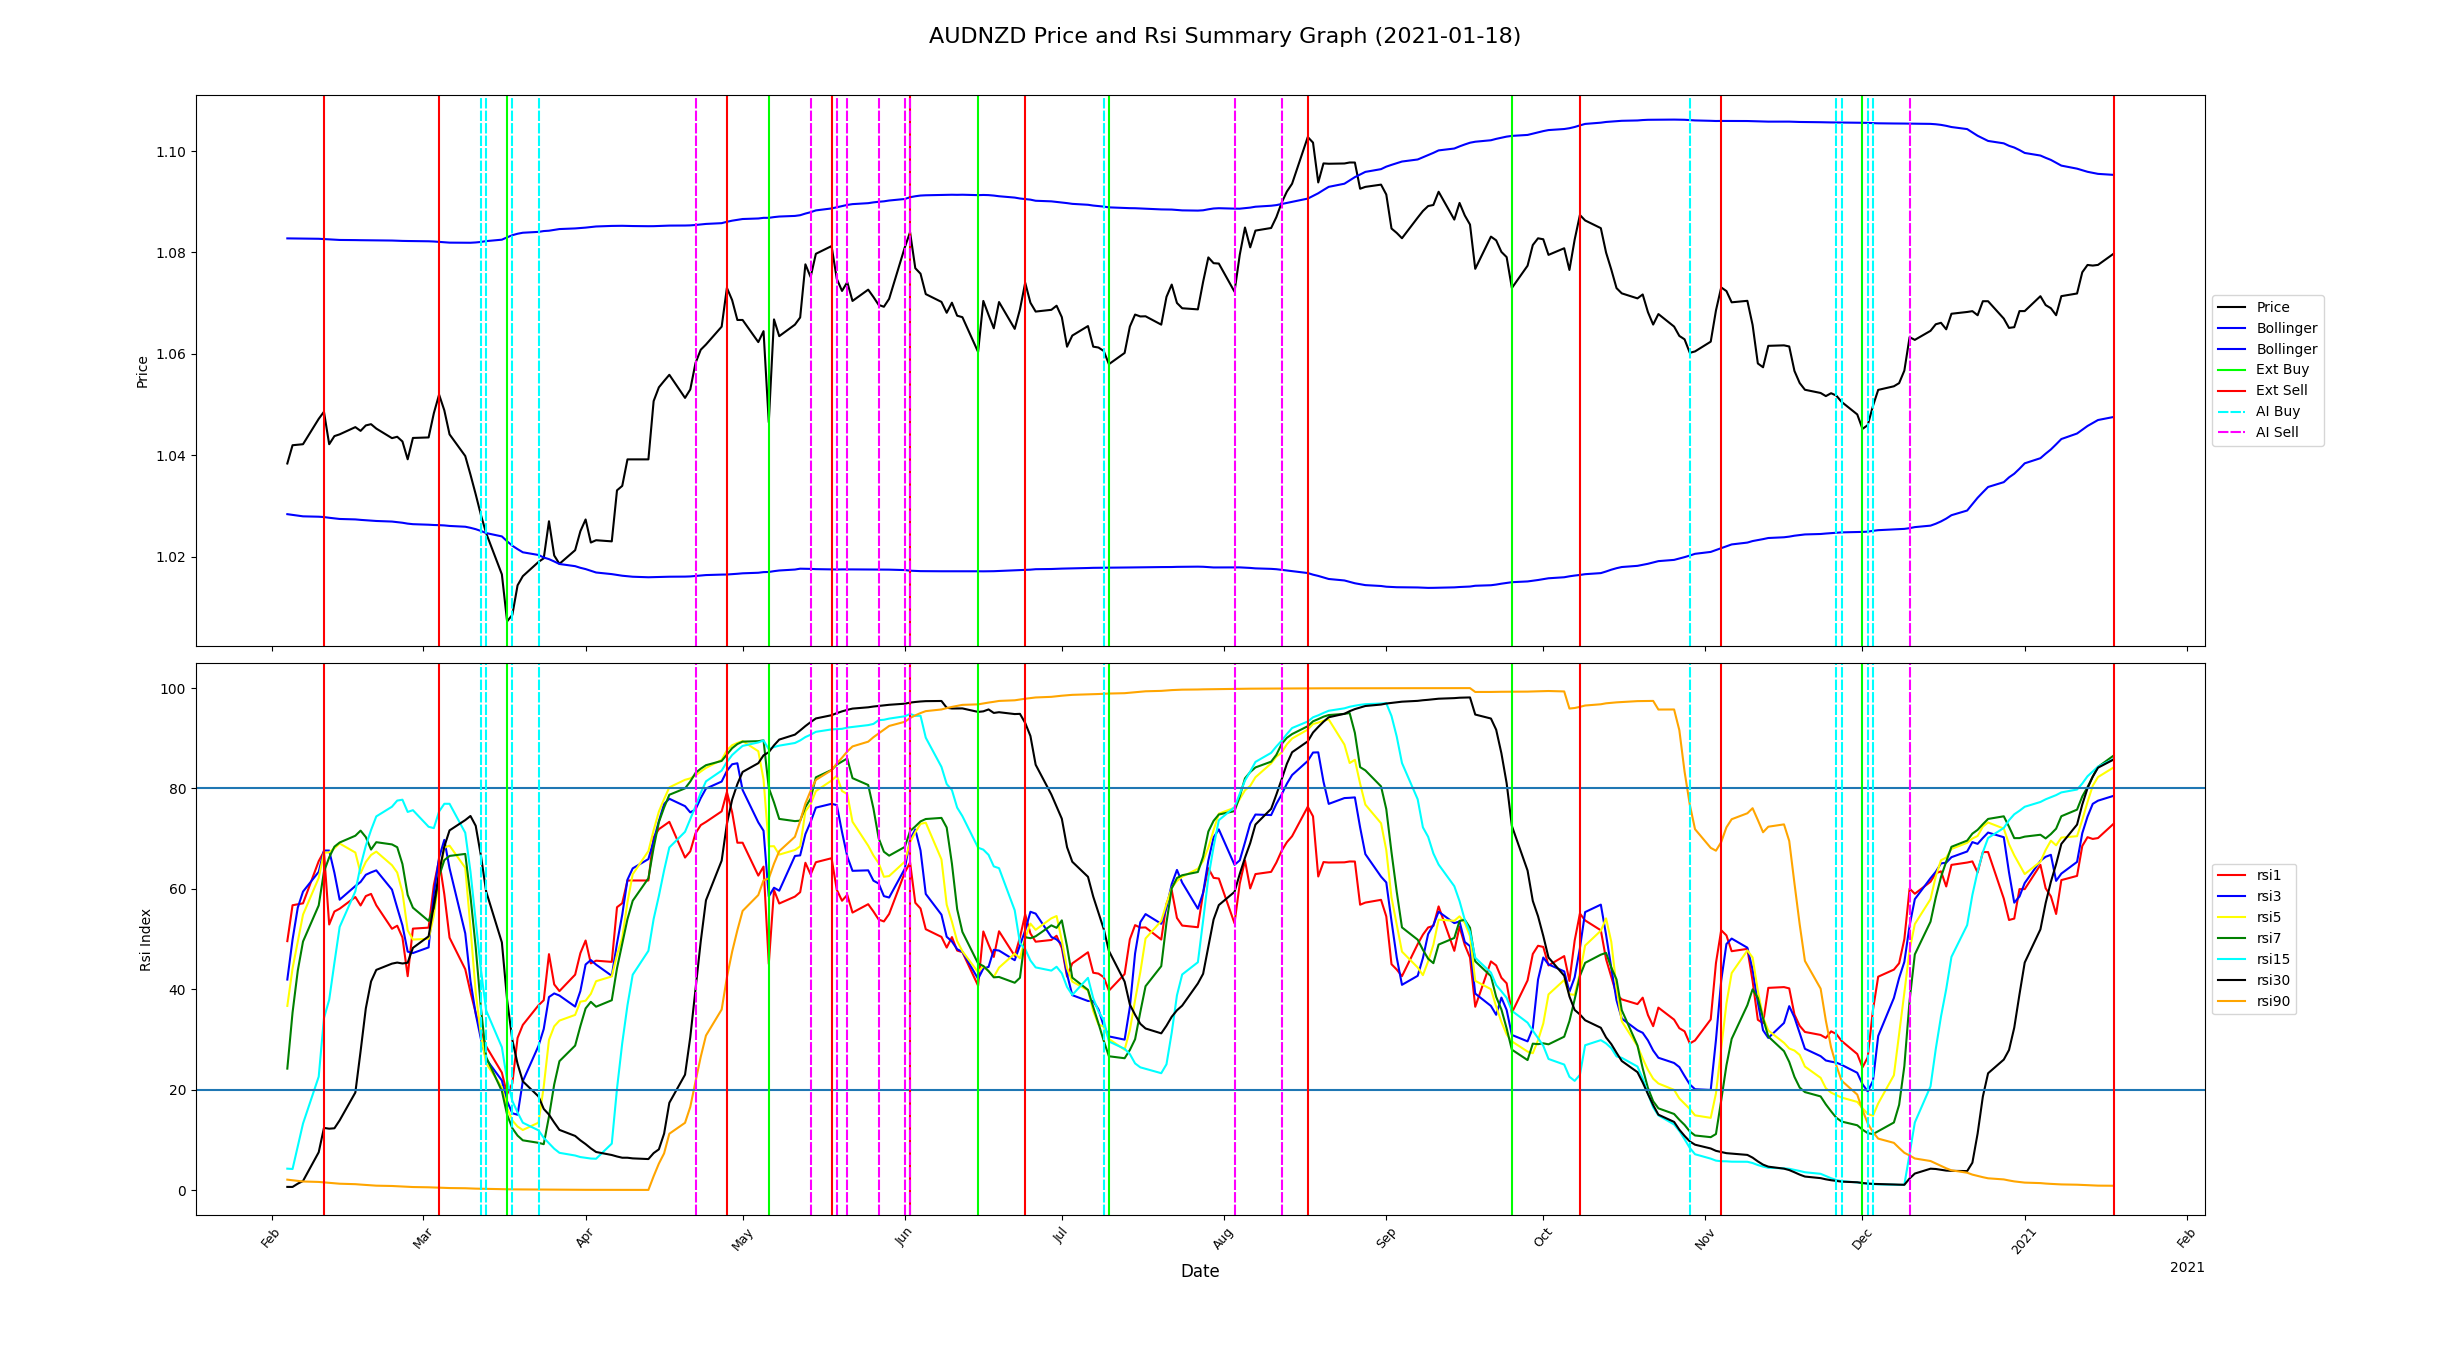 AUDNZD Price and Rsi Summary Graph (2021-01-18)
1.10
1.08
1.06
1.04
1.02
Price
Price
Bollinger
Bollinger
Ext Buy
Ext Sell
AI Buy
AI Sell
100
80
60
40
20
0
Rsi Index
rsi1
rsi3
rsi5
rsi7
rsi15
rsi30
rsi90
Feb
Mar
Apr
May
Jun
Jul
Aug
Sep
Oct
Nov
Dec
2021
Feb
Date
2021